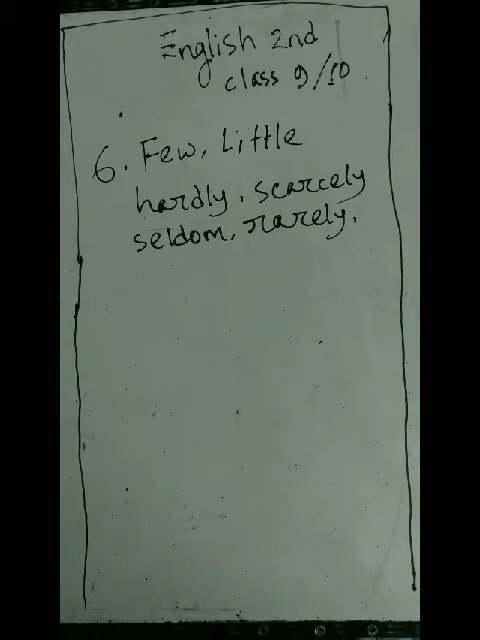 English 2nd
class 9/10
6. Few, Little
hardly, scarcely
seldom, rarely.